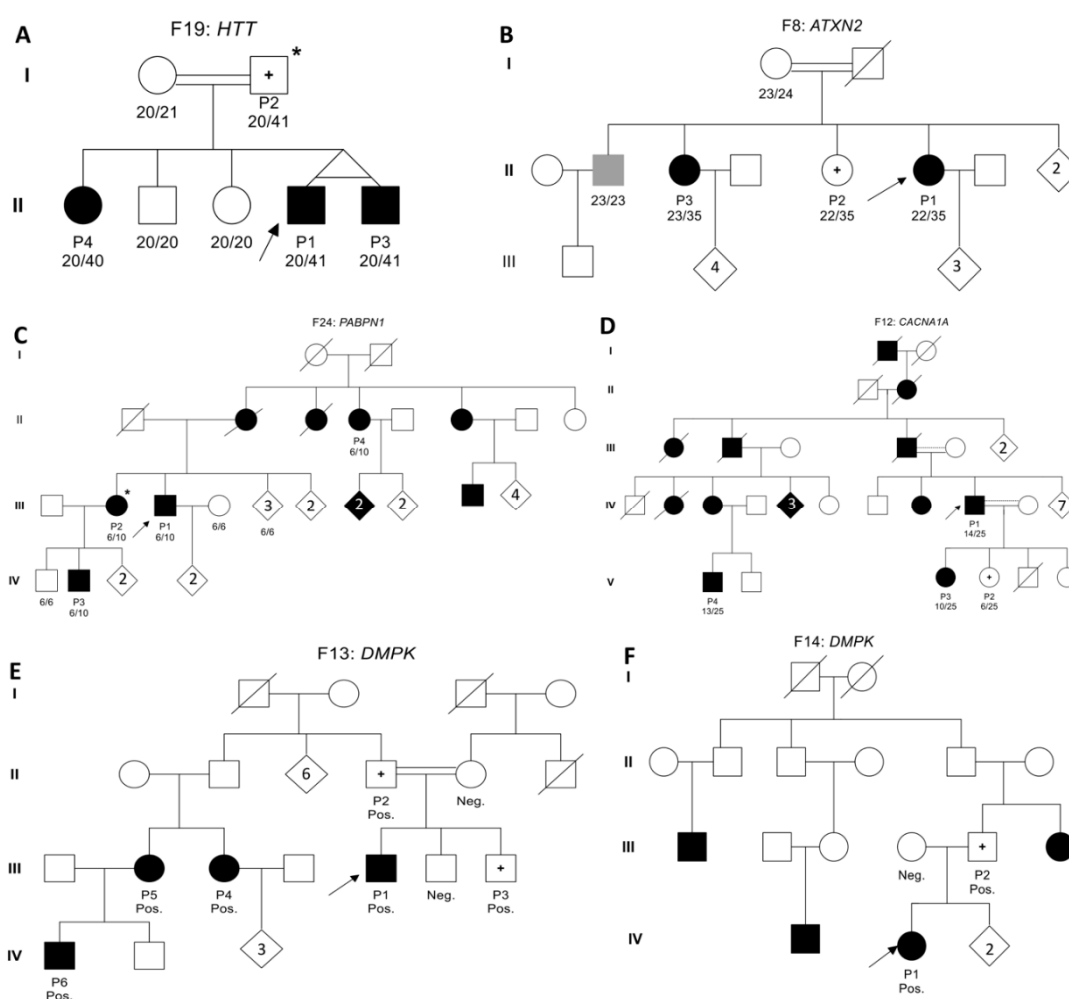 A
F19: HTT
I
*
+
20/21
P2
20/41
II
P4
20/40
20/20
20/20
P1
20/41
P3
20/41
B
F8: ATXN2
I
23/24
II
+
2
23/23
P3
23/35
P2
22/35
P1
22/35
III
4
3
C
F24: PABPN1
I
II
P4
6/10
III
*
3
2
2
2
4
P2
6/10
P1
6/10
6/6
6/6
IV
2
2
6/6
P3
6/10
D
F12: CACNA1A
I
II
III
2
IV
3
7
P1
14/25
V
+
P4
13/25
P3
10/25
P2
6/25
E
F13: DMPK
I
II
6
+
P2
Pos.
Neg.
III
+
P5
Pos.
P4
Pos.
P1
Pos.
Neg.
P3
Pos.
IV
3
P6
Pos.
F
F14: DMPK
I
II
III
+
Neg.
P2
Pos.
IV
2
P1
Pos.